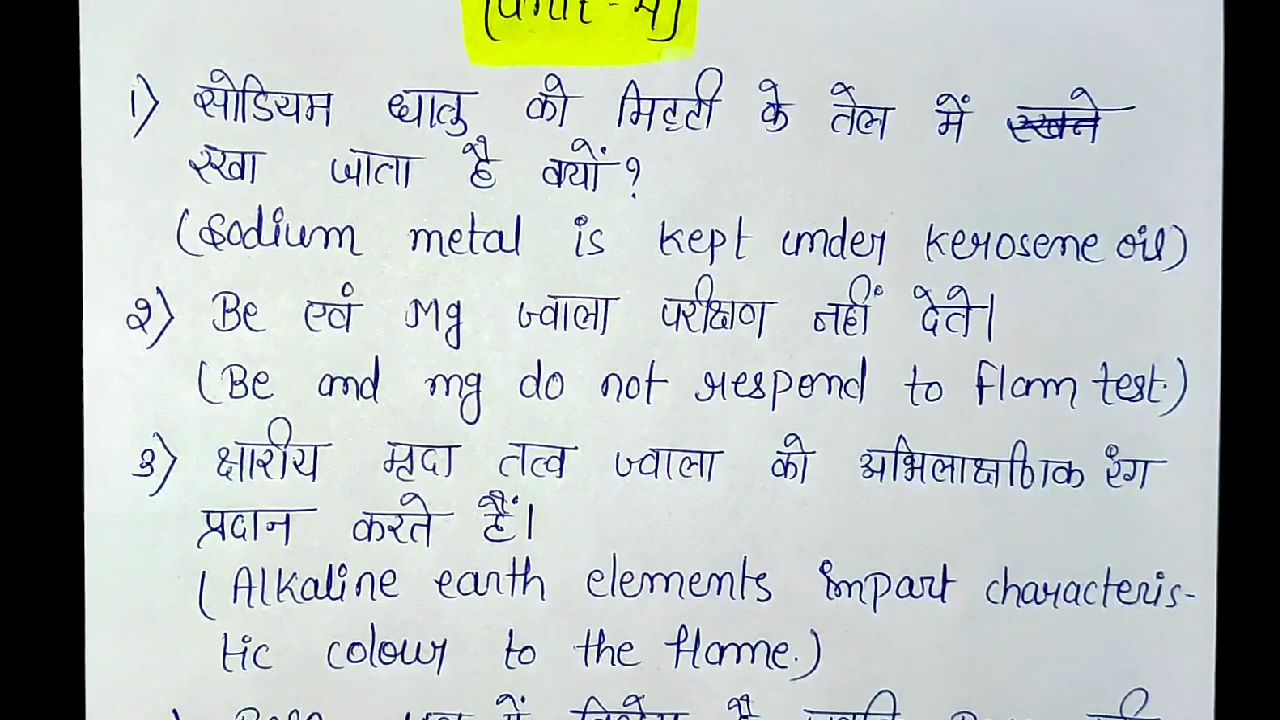 (Unit - 4)
1) सोडियम धातु को मिट्टी के तेल में रखने
रखा जाता है क्यों?
(Sodium metal is kept under kerosene oil)
2) Be एवं Mg ज्वाला परीक्षण नहीं देते।
(Be and mg do not respond to flam test.)
3) क्षारीय मृदा तत्व ज्वाला को अभिलाक्षणिक रंग
प्रदान करते हैं।
(Alkaline earth elements impart characteris-
tic colour to the flame.)
में है